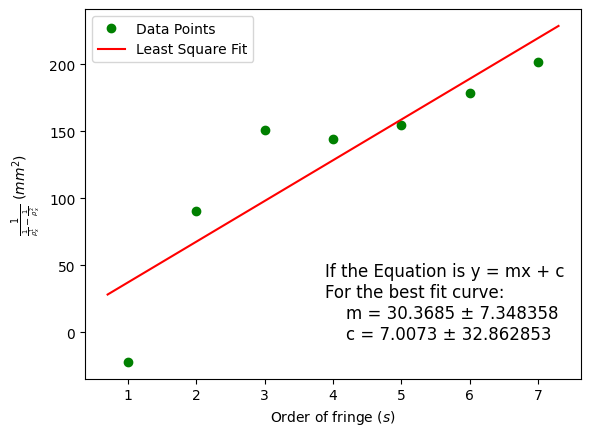 Data Points
Least Square Fit
200
150
100
50
0
(mm²)
If the Equation is y = mx + c
For the best fit curve:
m = 30.3685 ± 7.348358
c = 7.0073 ± 32.862853
1 2 3 4 5 6 7
Order of fringe (s)